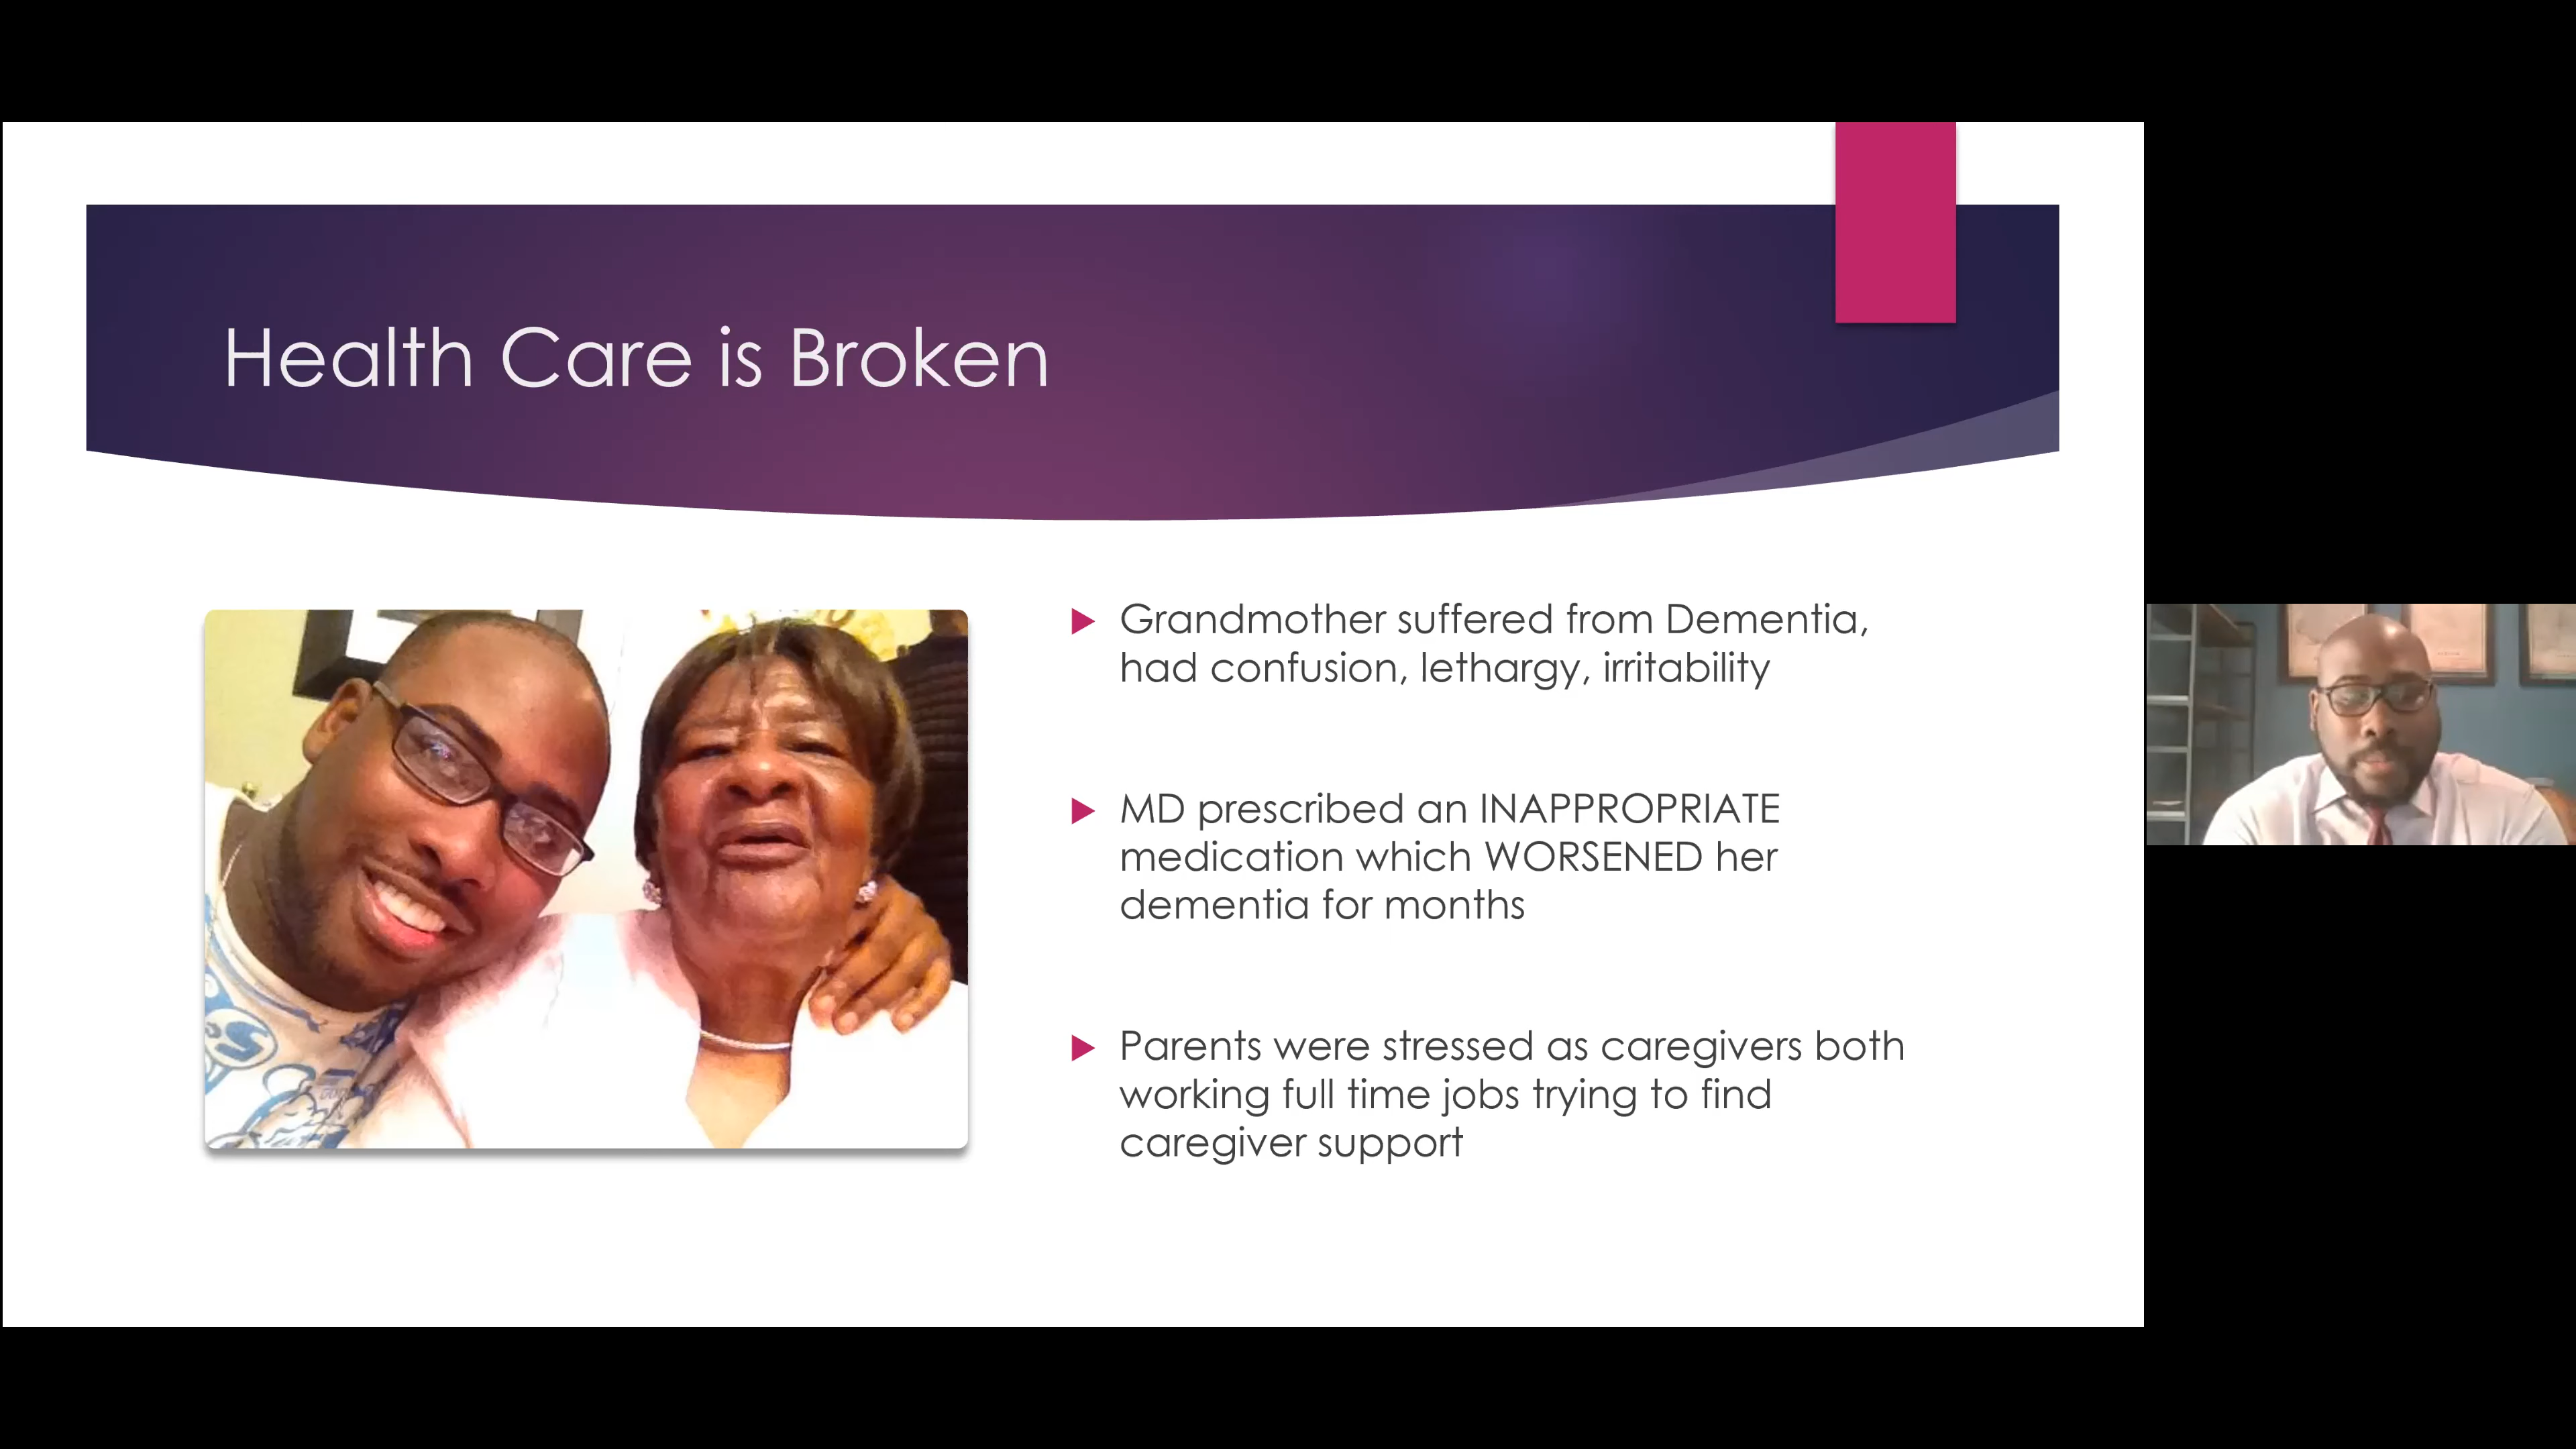 Health Care is Broken
Grandmother suffered from Dementia,
had confusion, lethargy, irritability
MD prescribed an INAPPROPRIATE
medication which WORSENED her
dementia for months
Parents were stressed as caregivers both
working full time jobs trying to find
caregiver support